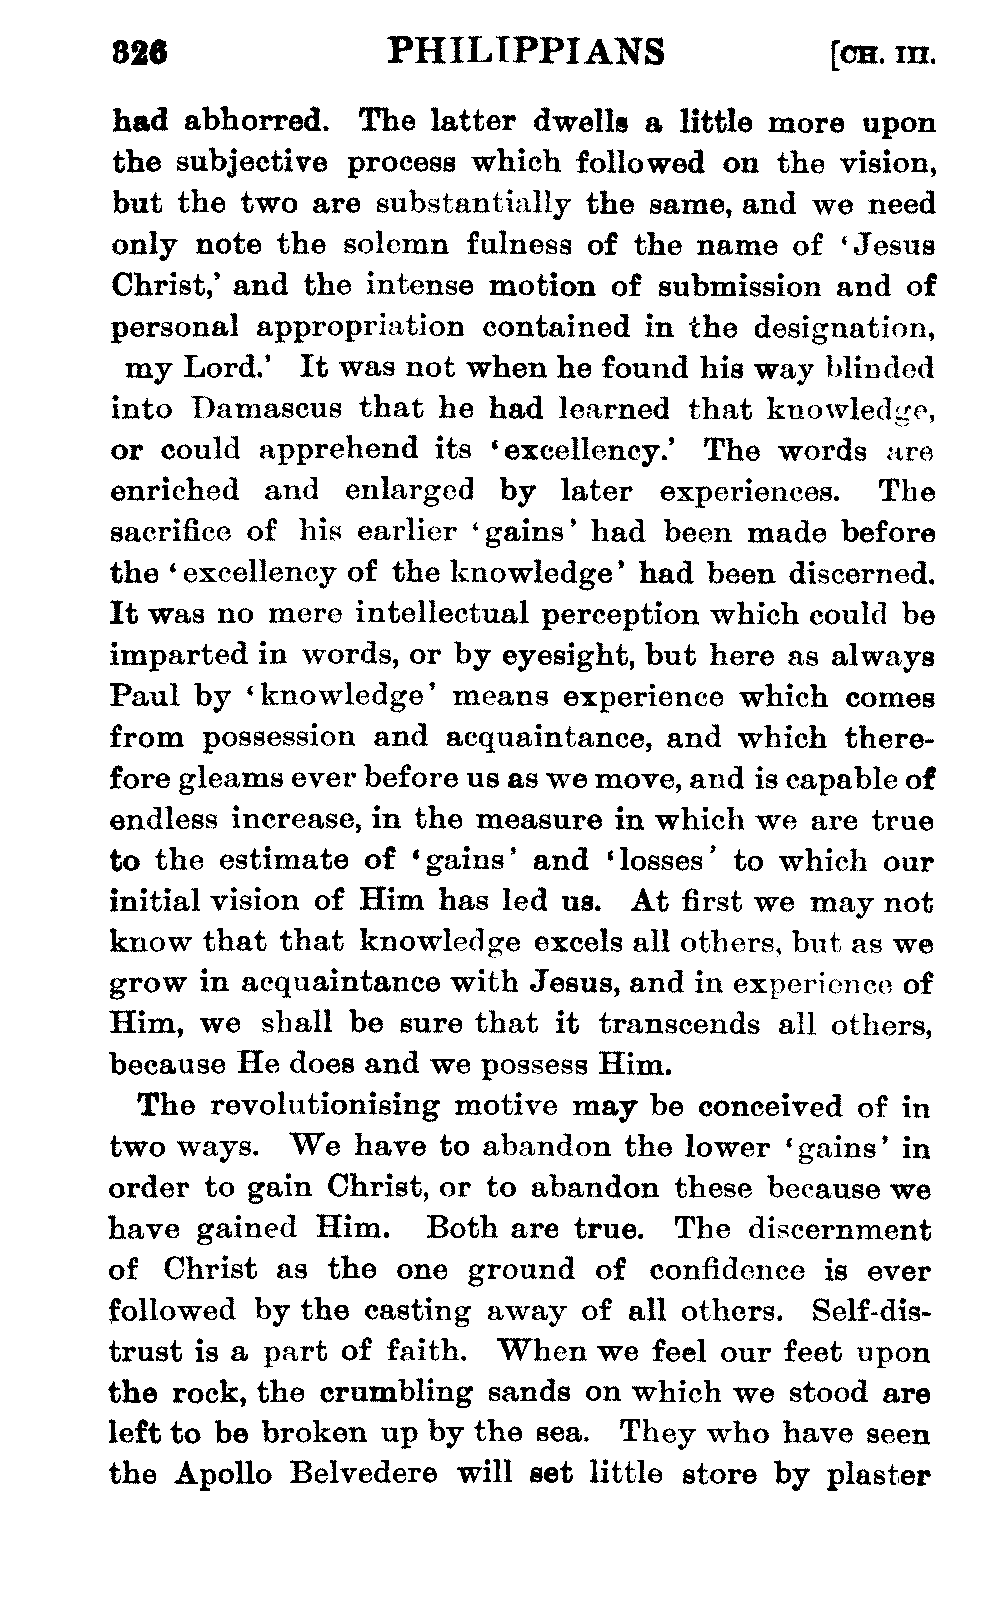 326 PHILIPPIANS [CH. III.
had abhorred. The latter dwells a little more upon
the subjective process which followed on the vision,
but the two are substantially the same, and we need
only note the solemn fulness of the name of ‘Jesus
Christ,’ and the intense motion of submission and of
personal appropriation contained in the designation,
my Lord.’ It was not when he found his way blinded
into Damascus that he had learned that knowledge,
or could apprehend its ‘excellency.’ The words are
enriched and enlarged by later experiences. The
sacrifice of his earlier ‘gains’ had been made before
the ‘excellency of the knowledge’ had been discerned.
It was no mere intellectual perception which could be
imparted in words, or by eyesight, but here as always
Paul by ‘knowledge’ means experience which comes
from possession and acquaintance, and which there-
fore gleams ever before us as we move, and is capable of
endless increase, in the measure in which we are true
to the estimate of ‘gains’ and ‘losses’ to which our
initial vision of Him has led us. At first we may not
know that that knowledge excels all others, but as we
grow in acquaintance with Jesus, and in experience of
Him, we shall be sure that it transcends all others,
because He does and we possess Him.
The revolutionising motive may be conceived of in
two ways. We have to abandon the lower ‘gains’ in
order to gain Christ, or to abandon these because we
have gained Him. Both are true. The discernment
of Christ as the one ground of confidence is ever
followed by the casting away of all others. Self-dis-
trust is a part of faith. When we feel our feet upon
the rock, the crumbling sands on which we stood are
left to be broken up by the sea. They who have seen
the Apollo Belvedere will set little store by plaster